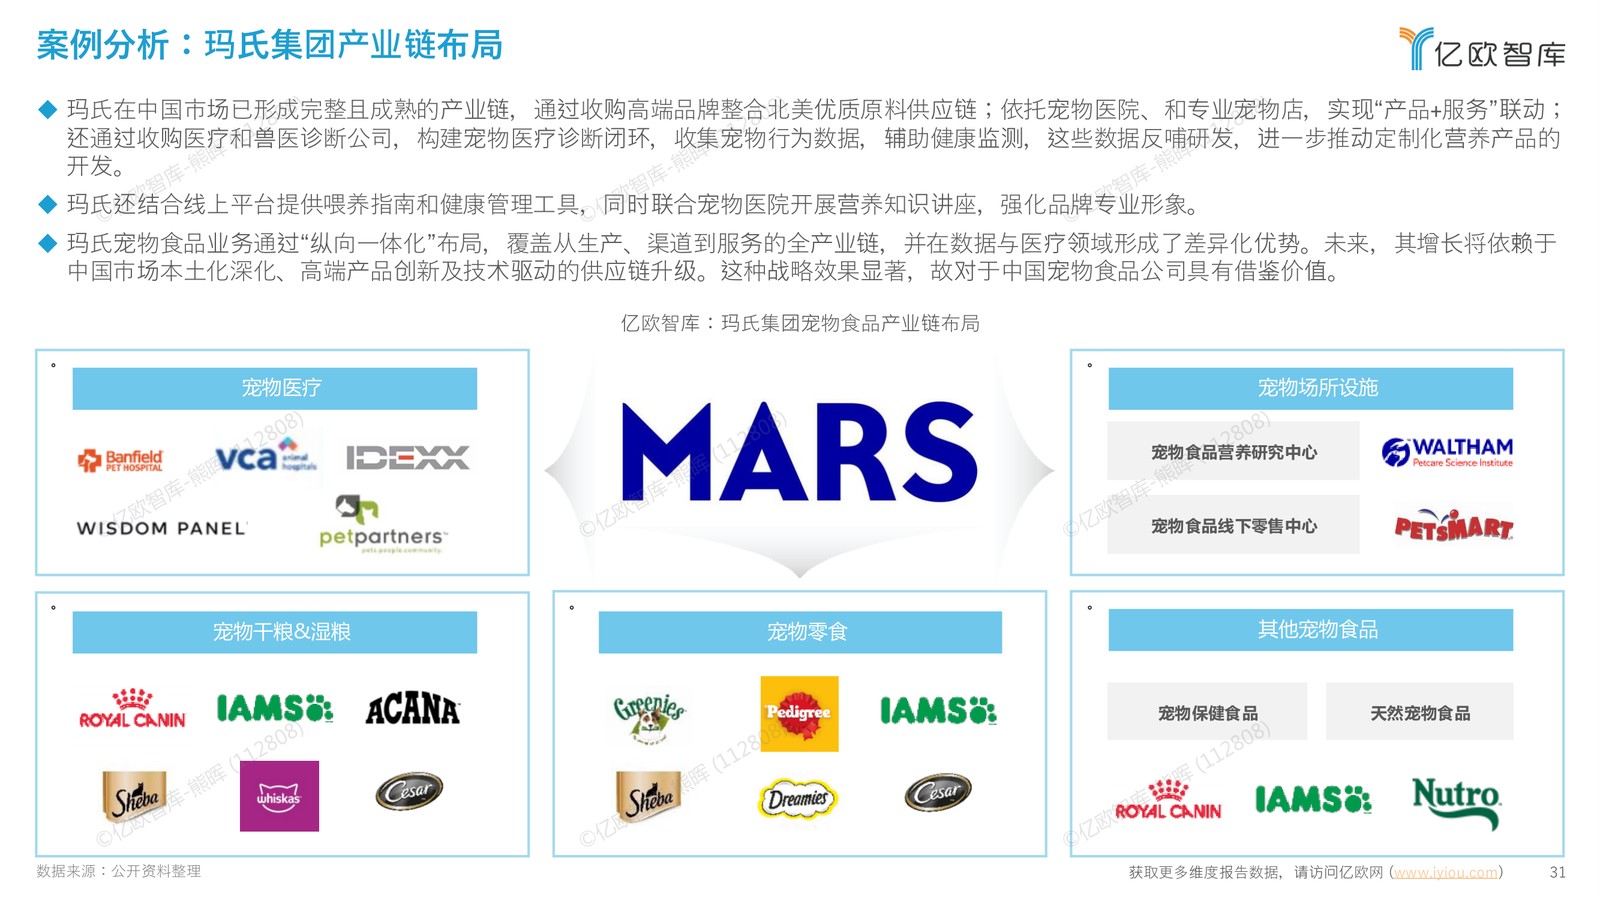 案例分析：玛氏集团产业链布局
亿欧智库
玛氏在中国市场已形成完整且成熟的产业链，通过收购高端品牌整合北美优质原料供应链；依托宠物医院、和专业宠物店，实现“产品+服务”联动；
还通过收购医疗和兽医诊断公司，构建宠物医疗诊断闭环，收集宠物行为数据，辅助健康监测，这些数据反哺研发，进一步推动定制化营养产品的
开发。
玛氏还结合线上平台提供喂养指南和健康管理工具，同时联合宠物医院开展营养知识讲座，强化品牌专业形象。
玛氏宠物食品业务通过“纵向一体化”布局，覆盖从生产、渠道到服务的全产业链，并在数据与医疗领域形成了差异化优势。未来，其增长将依赖于
中国市场本土化深化、高端产品创新及技术驱动的供应链升级。这种战略效果显著，故对于中国宠物食品公司具有借鉴价值。
亿欧智库：玛氏集团宠物食品产业链布局
宠物医疗
Banfield
PET HOSPITAL
vca animal hospitals
IDEXX
WISDOM PANEL
petpartners™
pets.people.community.
MARS
宠物场所设施
宠物食品营养研究中心
WALTHAM
Petcare Science Institute
宠物食品线下零售中心
PETSMART
宠物干粮&湿粮
ROYAL CANIN
IAMS
ACANA
Sheba
whiskas
Cesar
宠物零食
Greenies
Pedigree
IAMS
Sheba
Dreamies
Cesar
其他宠物食品
宠物保健食品
天然宠物食品
ROYAL CANIN
IAMS
Nutro
数据来源：公开资料整理
获取更多维度报告数据，请访问亿欧网 (www.iyiou.com)
31
©亿欧智库-熊晖 (112808)